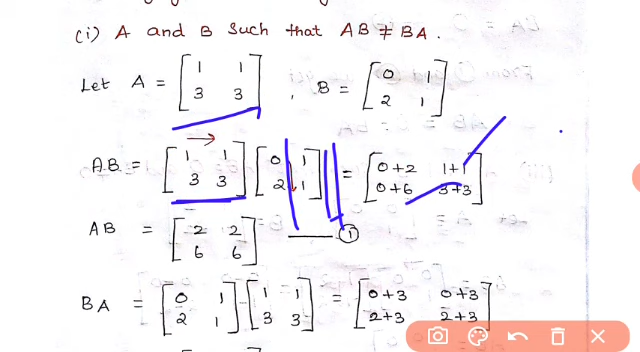 (i) A and B Such that AB ≠ BA.
Let A = [1 1; 3 3], B = [0 1; 2 1]
AB = [1 1; 3 3] [0 1; 2 1] = [0+2 1+1; 0+6 3+3]
AB = [2 2; 6 6] —— ①
BA = [0 1; 2 1] [1 1; 3 3] = [0+3 0+3; 2+3 2+3]